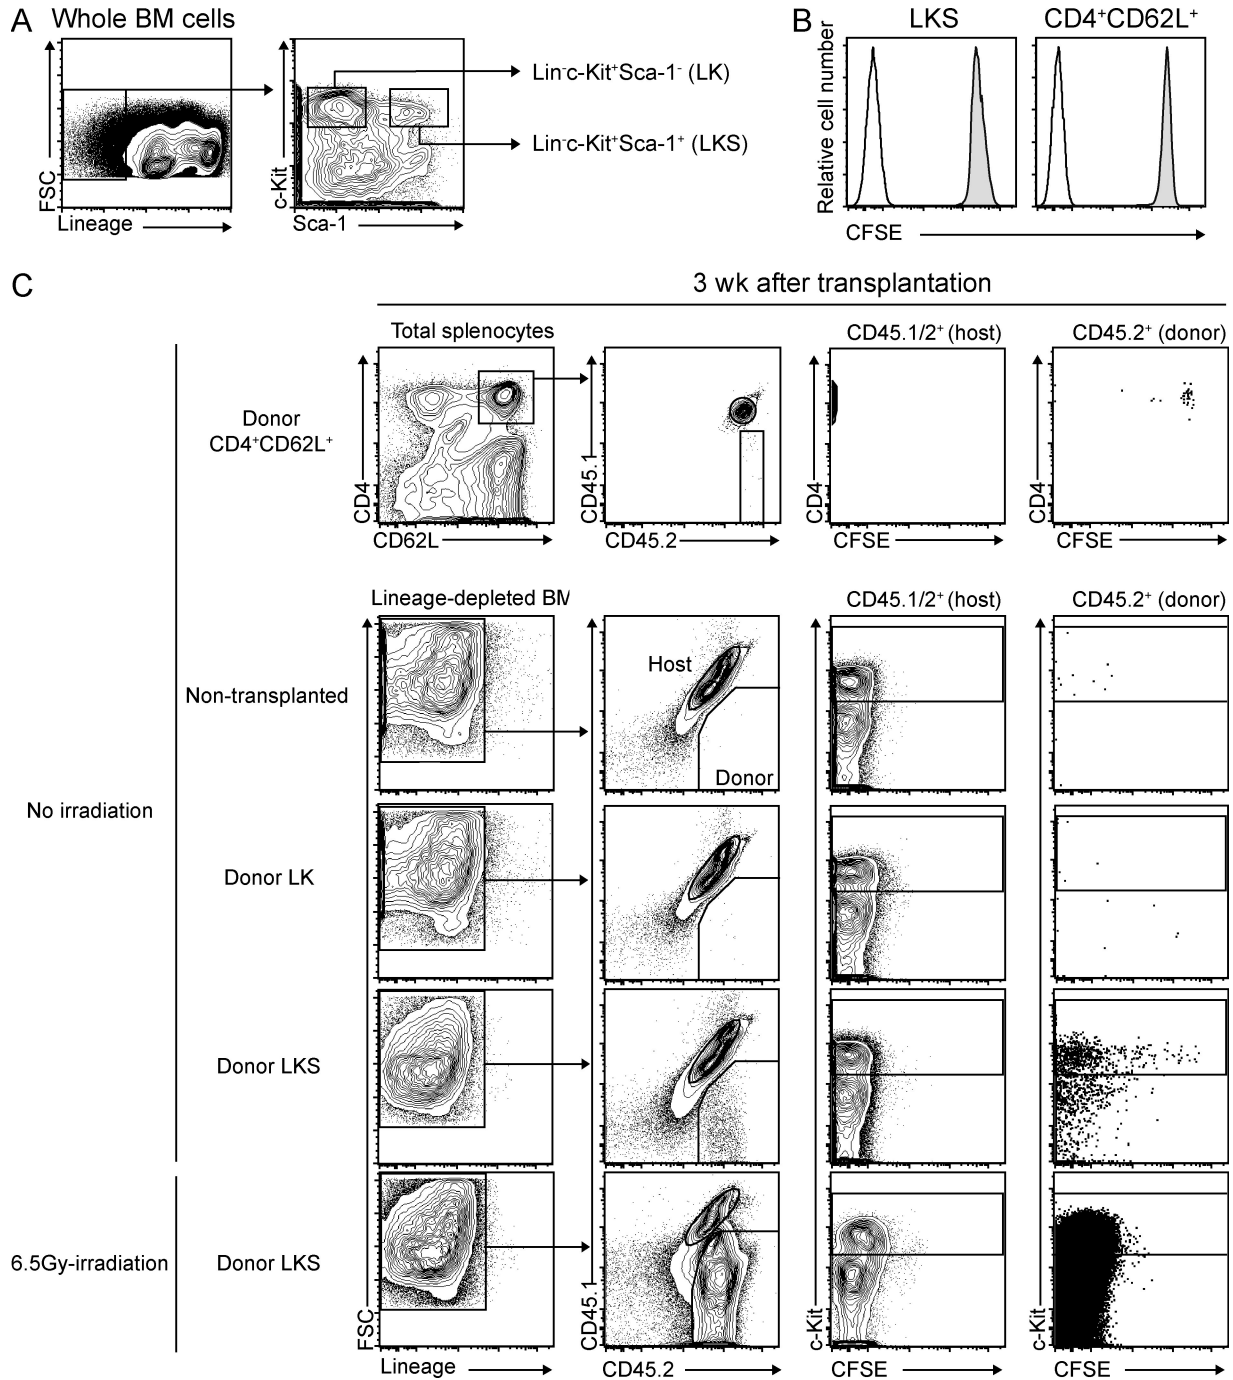 A
Whole BM cells
FSC
Lineage
c-Kit
Sca-1
Lin⁻c-Kit⁺Sca-1⁻ (LK)
Lin⁻c-Kit⁺Sca-1⁺ (LKS)
B
LKS
CD4⁺CD62L⁺
Relative cell number
CFSE
C
3 wk after transplantation
Total splenocytes
CD45.1/2⁺ (host)
CD45.2⁺ (donor)
Donor
CD4⁺CD62L⁺
CD4
CD62L
CD45.1
CD45.2
CD4
CFSE
CD4
CFSE
Lineage-depleted BM
CD45.1/2⁺ (host)
CD45.2⁺ (donor)
Non-transplanted
Host
Donor
No irradiation
Donor LK
Donor LKS
6.5Gy-irradiation
Donor LKS
FSC
Lineage
CD45.1
CD45.2
c-Kit
CFSE
c-Kit
CFSE